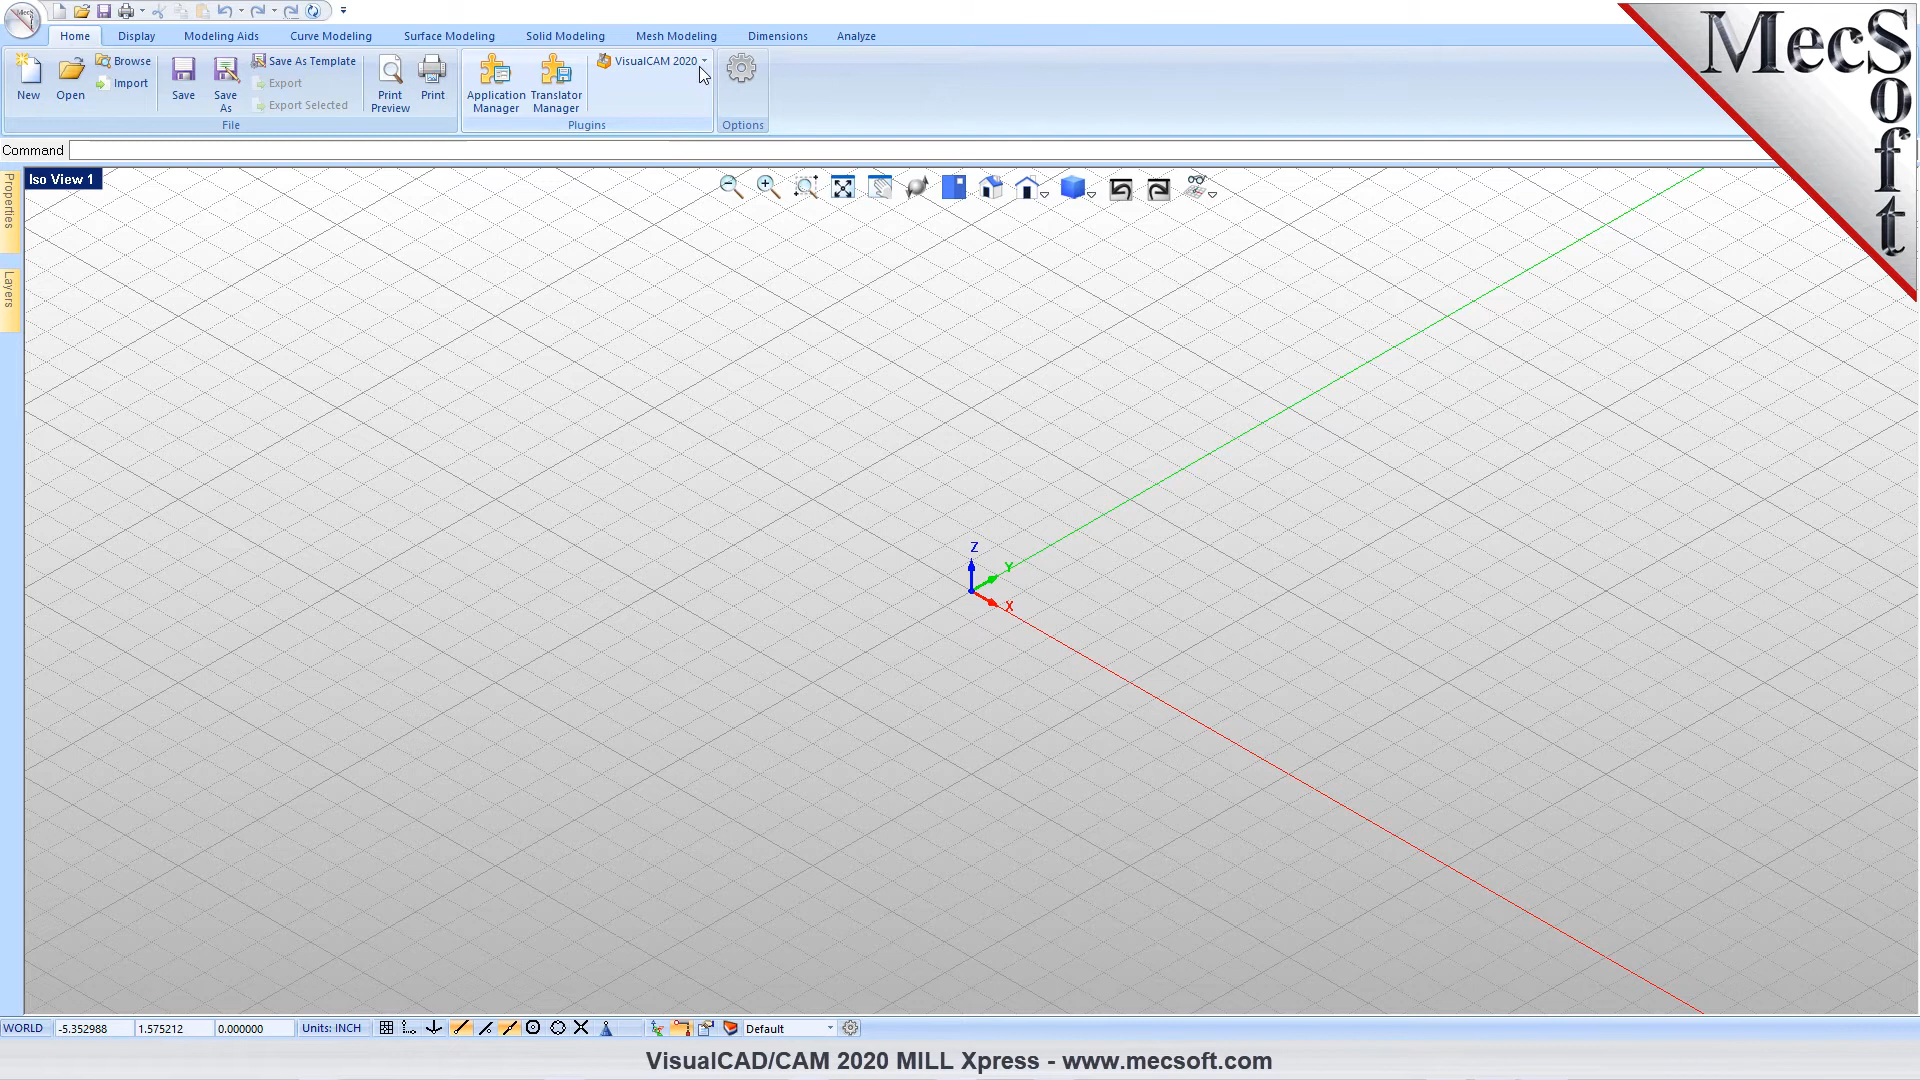 Home Display Modeling Aids Curve Modeling Surface Modeling Solid Modeling Mesh Modeling Dimensions Analyze
New
Open
Browse
Import
Save
Save As
Save As Template
Export
Export Selected
Print Preview
Print
File
Application Manager
Translator Manager
VisualCAM 2020
Plugins
Options
MecSoft
Command
Iso View 1
Properties
Layers
Z
Y
X
WORLD -5.352988 1.575212 0.000000 Units: INCH Default
VisualCAD/CAM 2020 MILL Xpress - www.mecsoft.com